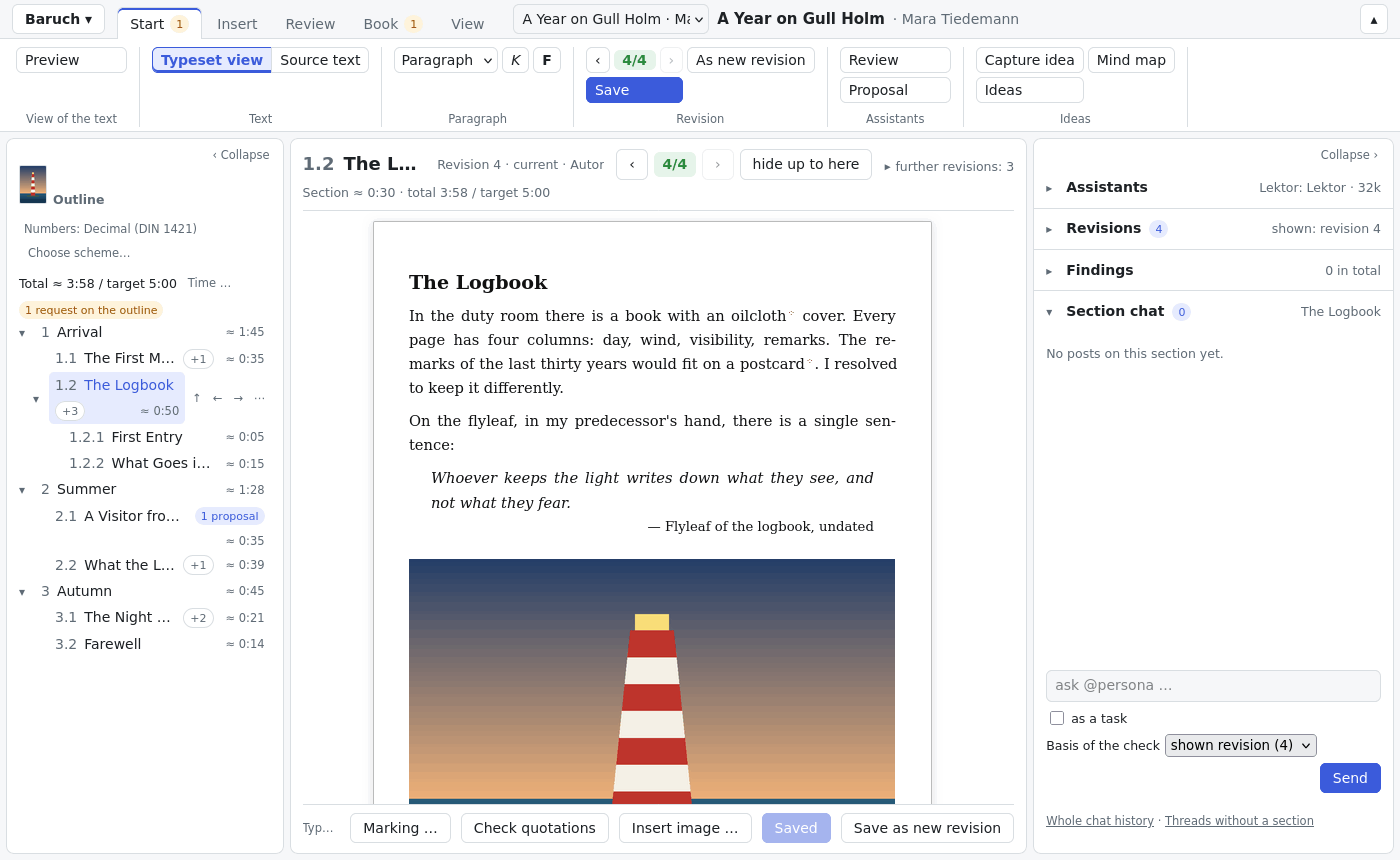 Baruch ▾
Start 1
Insert
Review
Book 1
View
A Year on Gull Holm · Ma
A Year on Gull Holm · Mara Tiedemann
▴
Preview
View of the text
Typeset view
Source text
Text
Paragraph
K
F
Paragraph
‹ 4/4 ›
As new revision
Save
Revision
Review
Proposal
Assistants
Capture idea
Mind map
Ideas
Ideas
‹ Collapse
Outline
Numbers: Decimal (DIN 1421)
Choose scheme…
Total ≈ 3:58 / target 5:00 Time …
1 request on the outline
▾ 1 Arrival ≈ 1:45
1.1 The First M… +1 ≈ 0:35
▾ 1.2 The Logbook ↑ ← → ···
+3 ≈ 0:50
1.2.1 First Entry ≈ 0:05
1.2.2 What Goes i… ≈ 0:15
▾ 2 Summer ≈ 1:28
2.1 A Visitor fro… 1 proposal
≈ 0:35
2.2 What the L… +1 ≈ 0:39
▾ 3 Autumn ≈ 0:45
3.1 The Night … +2 ≈ 0:21
3.2 Farewell ≈ 0:14
1.2 The L… Revision 4 · current · Autor ‹ 4/4 › hide up to here ▸ further revisions: 3
Section ≈ 0:30 · total 3:58 / target 5:00
The Logbook
In the duty room there is a book with an oilcloth⁘ cover. Every
page has four columns: day, wind, visibility, remarks. The re-
marks of the last thirty years would fit on a postcard⁘. I resolved
to keep it differently.
On the flyleaf, in my predecessor's hand, there is a single sen-
tence:
Whoever keeps the light writes down what they see, and
not what they fear.
— Flyleaf of the logbook, undated
Typ…
Marking …
Check quotations
Insert image …
Saved
Save as new revision
Collapse ›
▸ Assistants Lektor: Lektor · 32k
▸ Revisions 4 shown: revision 4
▸ Findings 0 in total
▾ Section chat 0 The Logbook
No posts on this section yet.
ask @persona …
as a task
Basis of the check shown revision (4)
Send
Whole chat history · Threads without a section